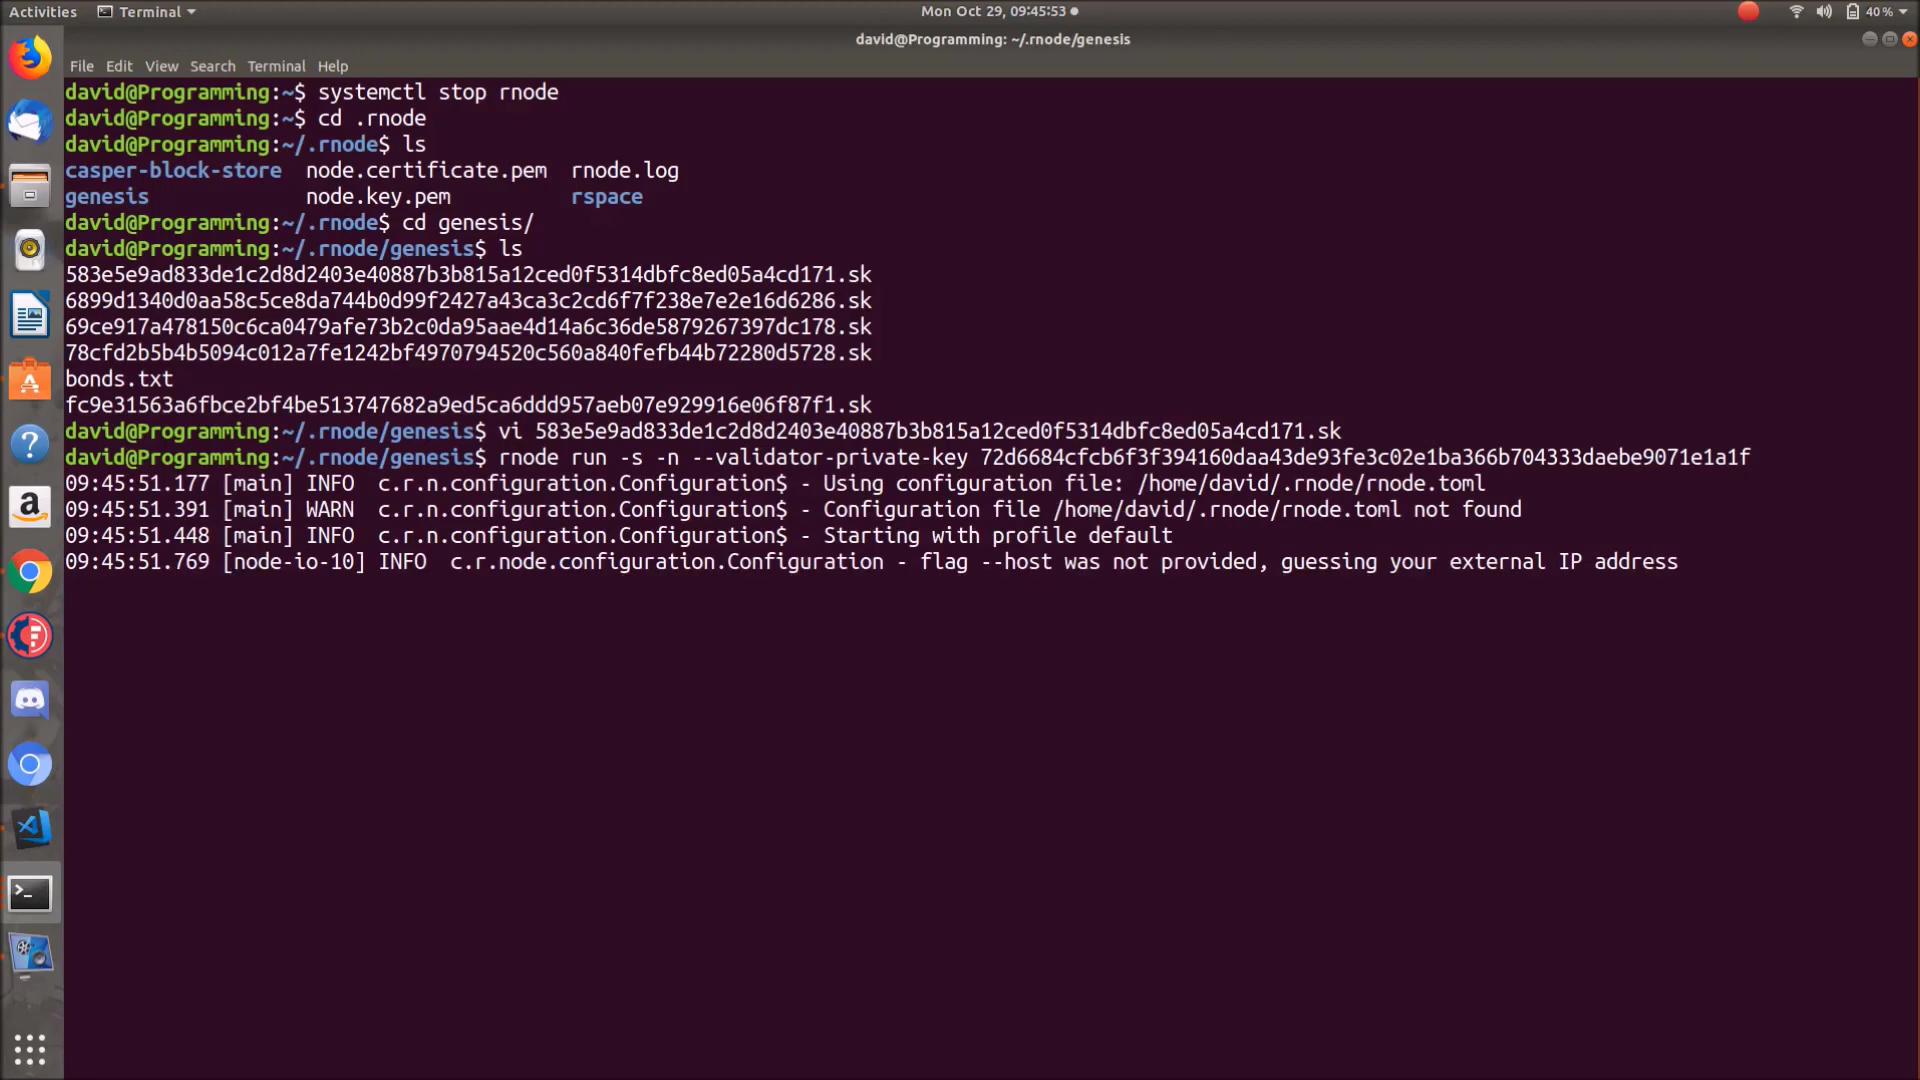 Activities Terminal Mon Oct 29, 09:45:53 40%
david@Programming: ~/.rnode/genesis
File Edit View Search Terminal Help
david@Programming:~$ systemctl stop rnode
david@Programming:~$ cd .rnode
david@Programming:~/.rnode$ ls
casper-block-store node.certificate.pem rnode.log
genesis node.key.pem rspace
david@Programming:~/.rnode$ cd genesis/
david@Programming:~/.rnode/genesis$ ls
583e5e9ad833de1c2d8d2403e40887b3b815a12ced0f5314dbfc8ed05a4cd171.sk
6899d1340d0aa58c5ce8da744b0d99f2427a43ca3c2cd6f7f238e7e2e16d6286.sk
69ce917a478150c6ca0479afe73b2c0da95aae4d14a6c36de5879267397dc178.sk
78cfd2b5b4b5094c012a7fe1242bf4970794520c560a840fefb44b72280d5728.sk
bonds.txt
fc9e31563a6fbce2bf4be513747682a9ed5ca6ddd957aeb07e929916e06f87f1.sk
david@Programming:~/.rnode/genesis$ vi 583e5e9ad833de1c2d8d2403e40887b3b815a12ced0f5314dbfc8ed05a4cd171.sk
david@Programming:~/.rnode/genesis$ rnode run -s -n --validator-private-key 72d6684cfcb6f3f394160daa43de93fe3c02e1ba366b704333daebe9071e1a1f
09:45:51.177 [main] INFO c.r.n.configuration.Configuration$ - Using configuration file: /home/david/.rnode/rnode.toml
09:45:51.391 [main] WARN c.r.n.configuration.Configuration$ - Configuration file /home/david/.rnode/rnode.toml not found
09:45:51.448 [main] INFO c.r.n.configuration.Configuration$ - Starting with profile default
09:45:51.769 [node-io-10] INFO c.r.node.configuration.Configuration - flag --host was not provided, guessing your external IP address